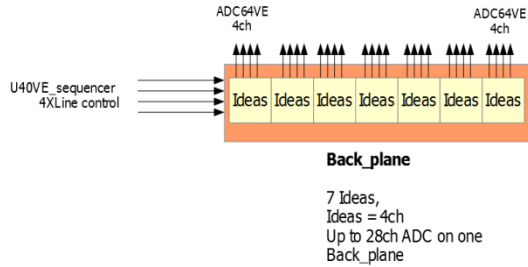 ADC64VE
4ch
ADC64VE
4ch
U40VE_sequencer
4XLine control
Ideas Ideas Ideas Ideas Ideas Ideas Ideas
Back_plane
7 Ideas,
Ideas = 4ch
Up to 28ch ADC on one
Back_plane